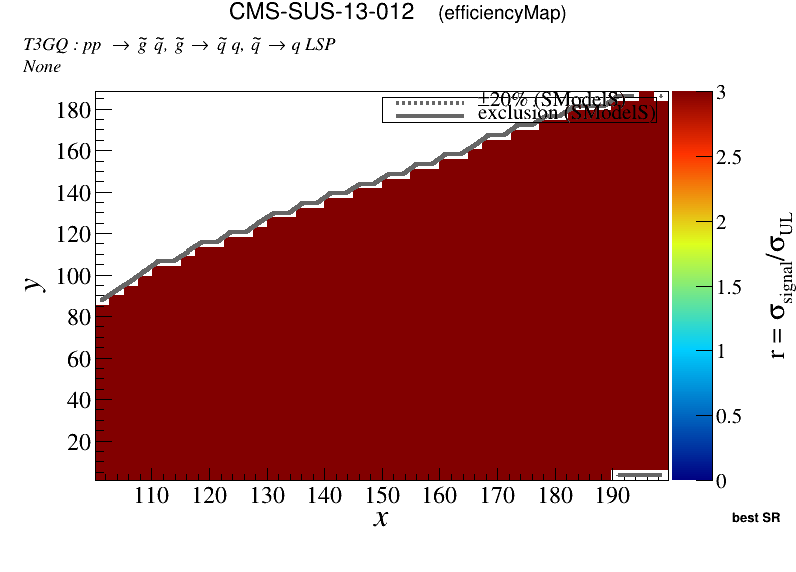 CMS-SUS-13-012 (efficiencyMap)
T3GQ : pp → g̃ q̃, g̃ → q̃ q, q̃ → q LSP
None
±20% (SModelS)
exclusion (SModelS)
180
160
140
120
100
80
60
40
20
y
110 120 130 140 150 160 170 180 190
x
3
2.5
2
1.5
1
0.5
0
r = σsignal/σUL
best SR